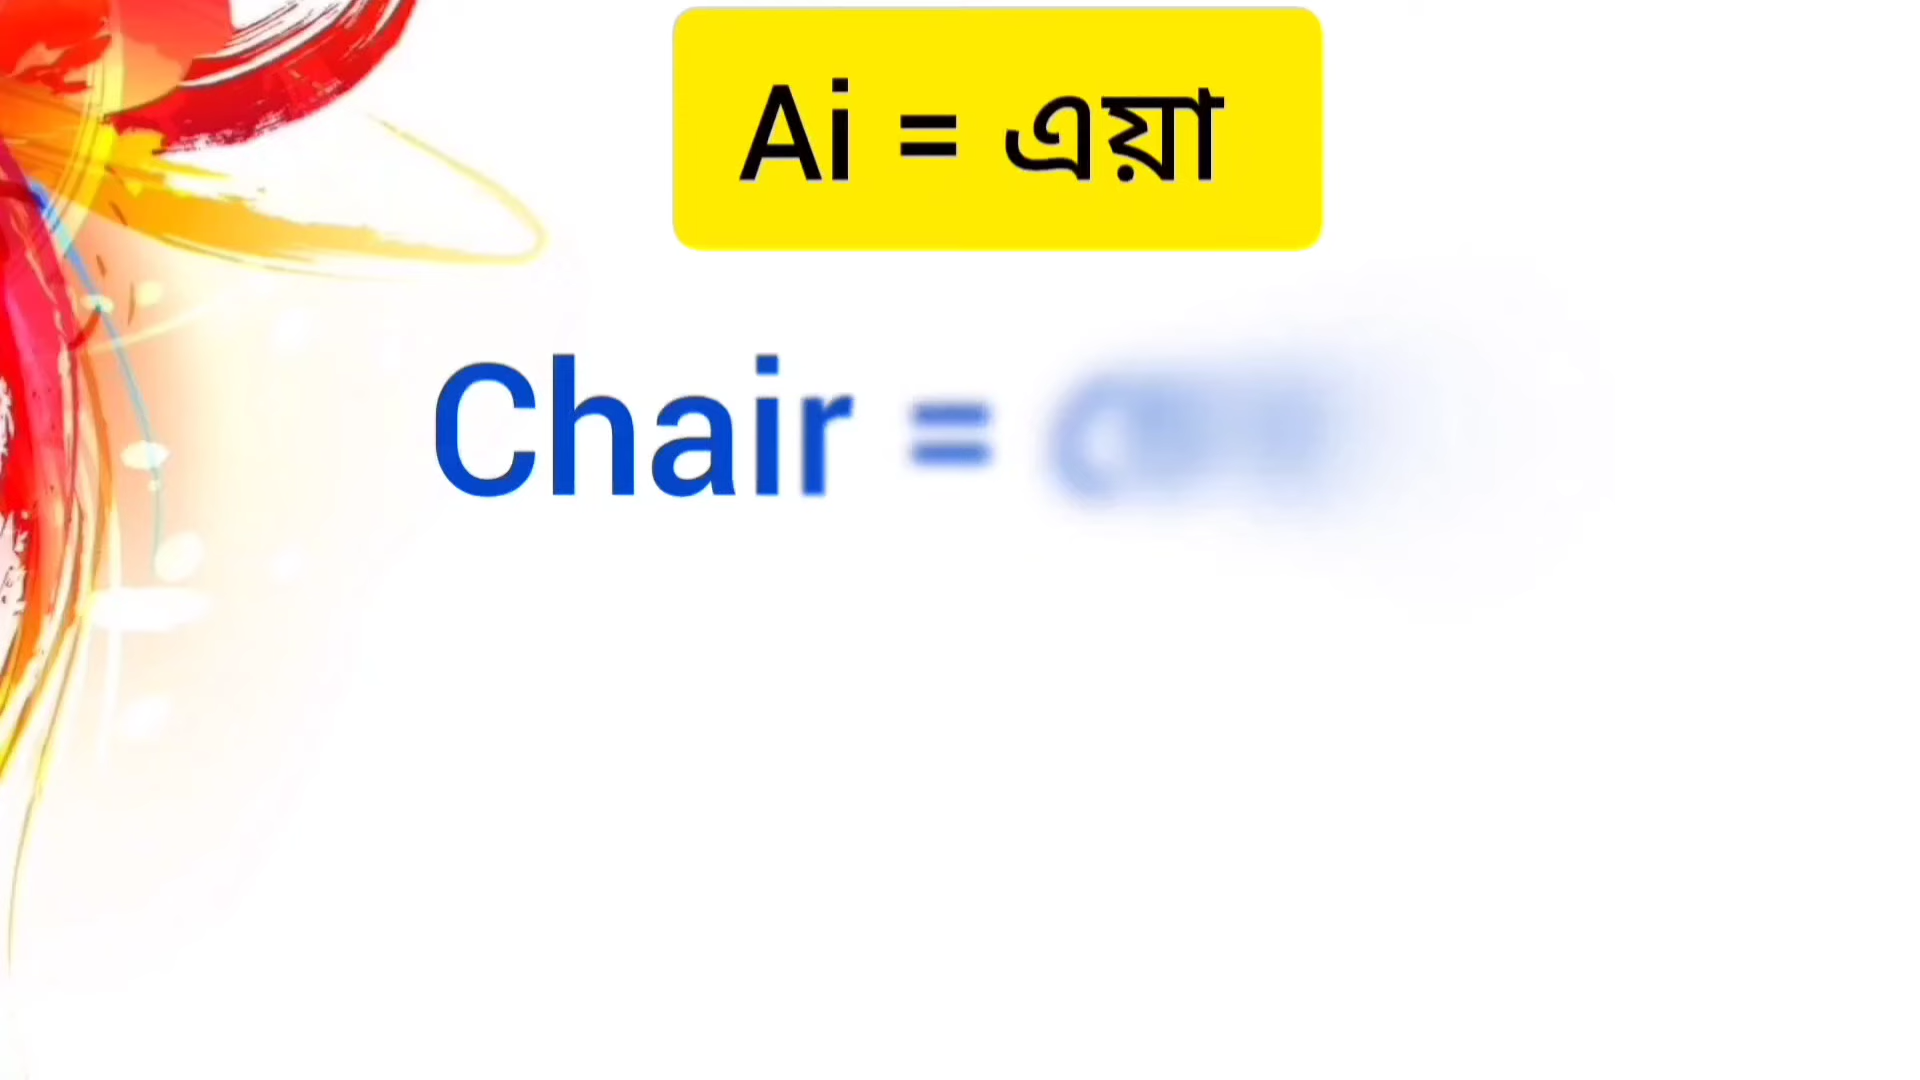 Ai = এয়া
Chair =